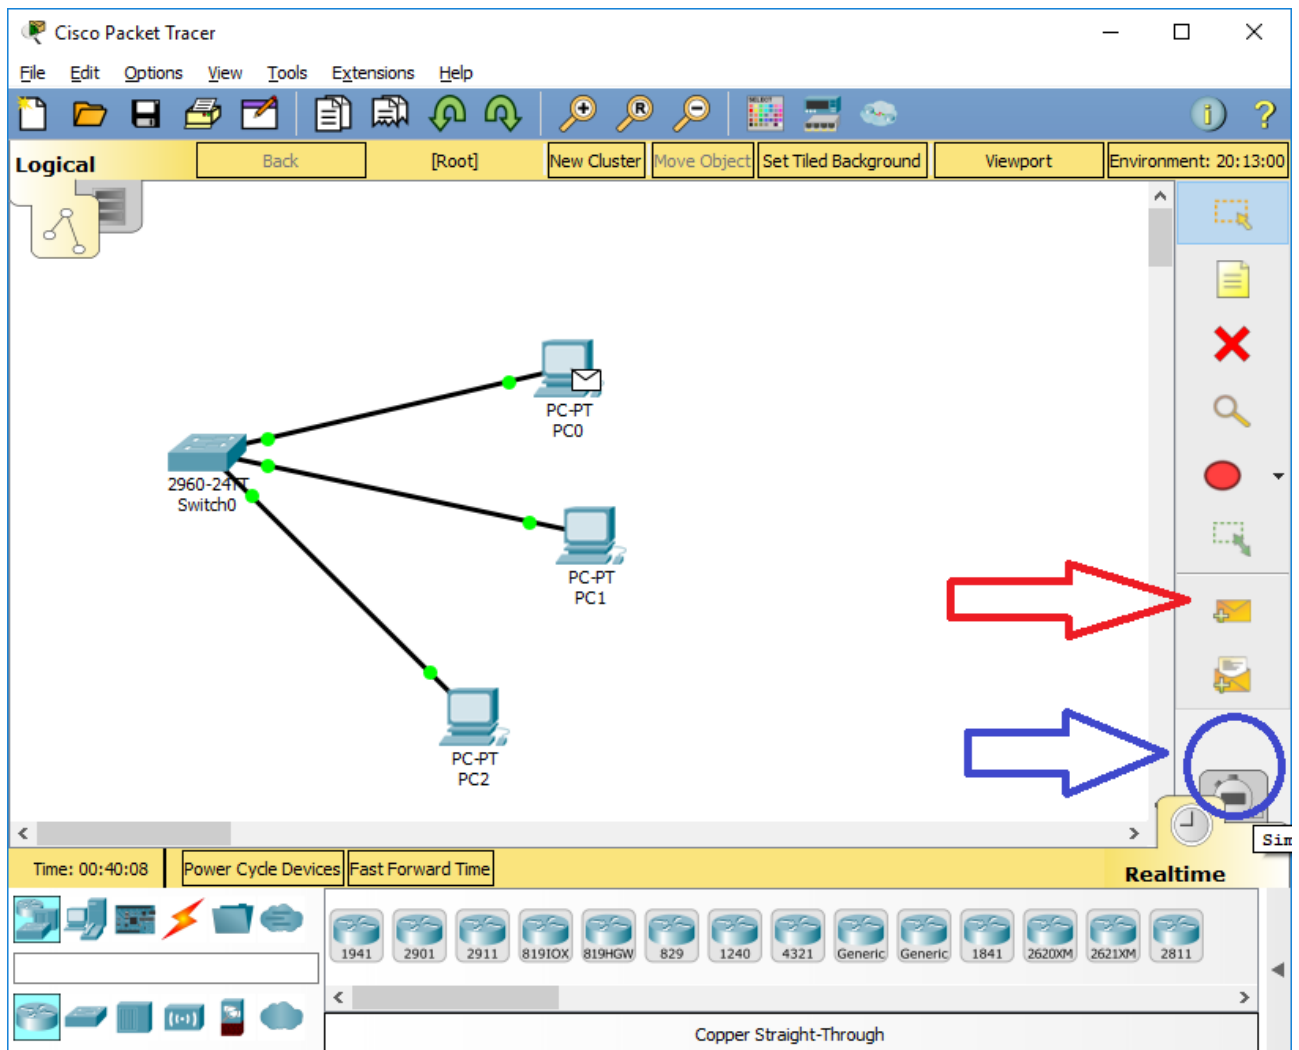 Cisco Packet Tracer
File Edit Options View Tools Extensions Help
R SELECT i ?
Logical Back [Root] New Cluster Move Object Set Tiled Background Viewport Environment: 20:13:00
PC-PT
PC0
2960-24TT
Switch0
PC-PT
PC1
PC-PT
PC2
Sim
Time: 00:40:08 Power Cycle Devices Fast Forward Time Realtime
1941 2901 2911 819IOX 819HGW 829 1240 4321 Generic Generic 1841 2620XM 2621XM 2811
Copper Straight-Through